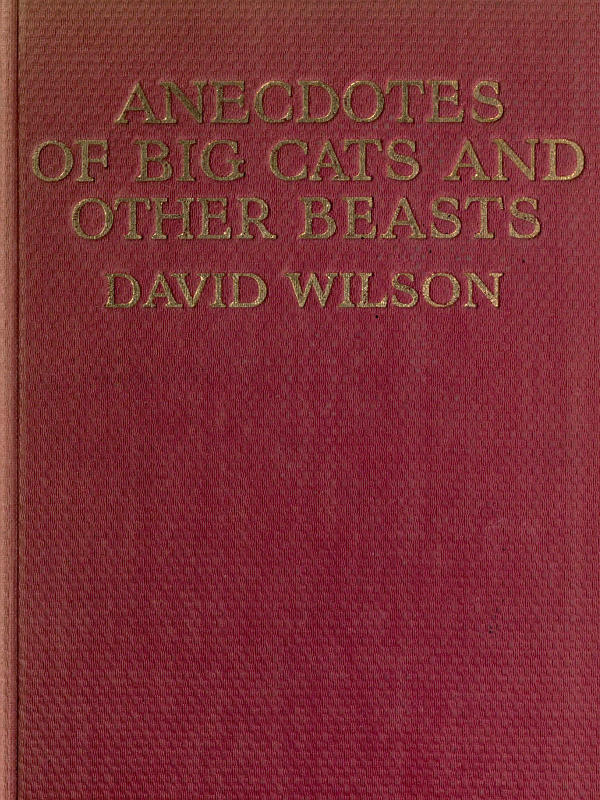 ANECDOTES
OF BIG CATS AND
OTHER BEASTS
DAVID WILSON